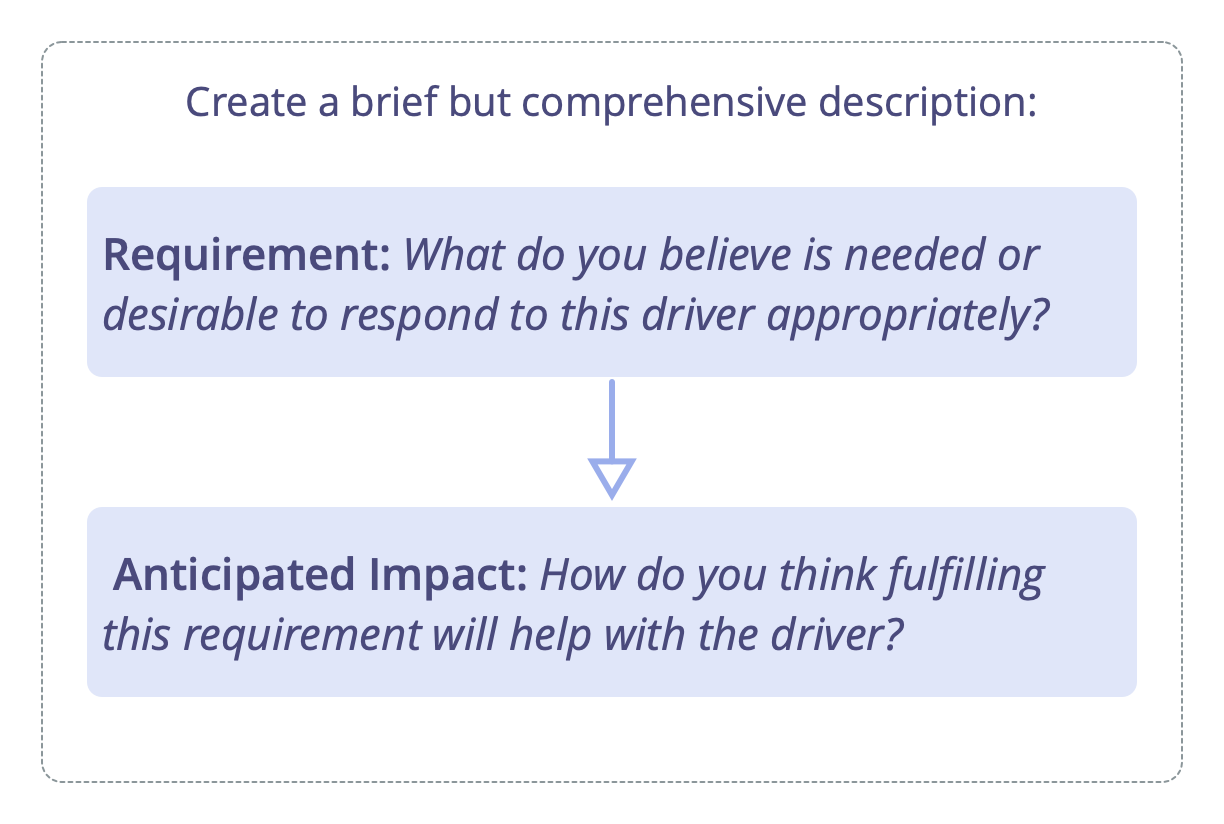 Create a brief but comprehensive description:
Requirement: What do you believe is needed or
desirable to respond to this driver appropriately?
Anticipated Impact: How do you think fulfilling
this requirement will help with the driver?